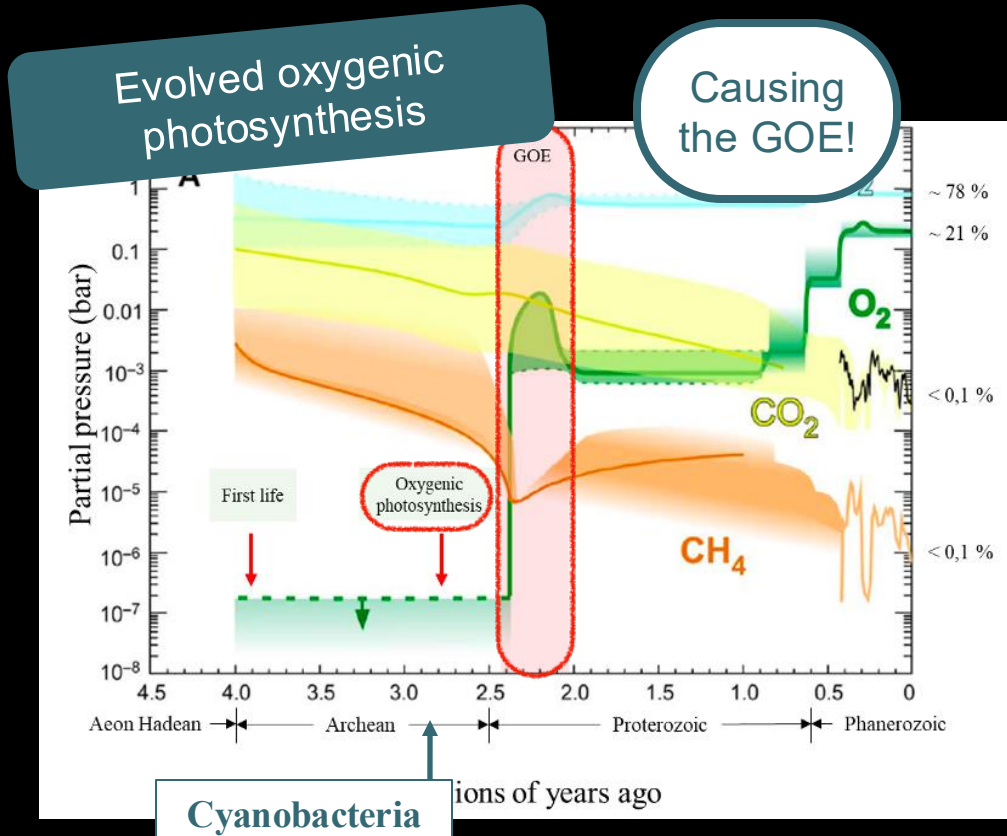 Evolved oxygenic
photosynthesis
Causing
the GOE!
GOE
A
1
0.1
0.01
10⁻³
10⁻⁴
10⁻⁵
10⁻⁶
10⁻⁷
10⁻⁸
Partial pressure (bar)
~ 78 %
~ 21 %
< 0,1 %
< 0,1 %
O₂
CO₂
CH₄
First life
Oxygenic
photosynthesis
4.5 4.0 3.5 3.0 2.5 2.0 1.5 1.0 0.5 0
Aeon Hadean Archean Proterozoic Phanerozoic
ions of years ago
Cyanobacteria